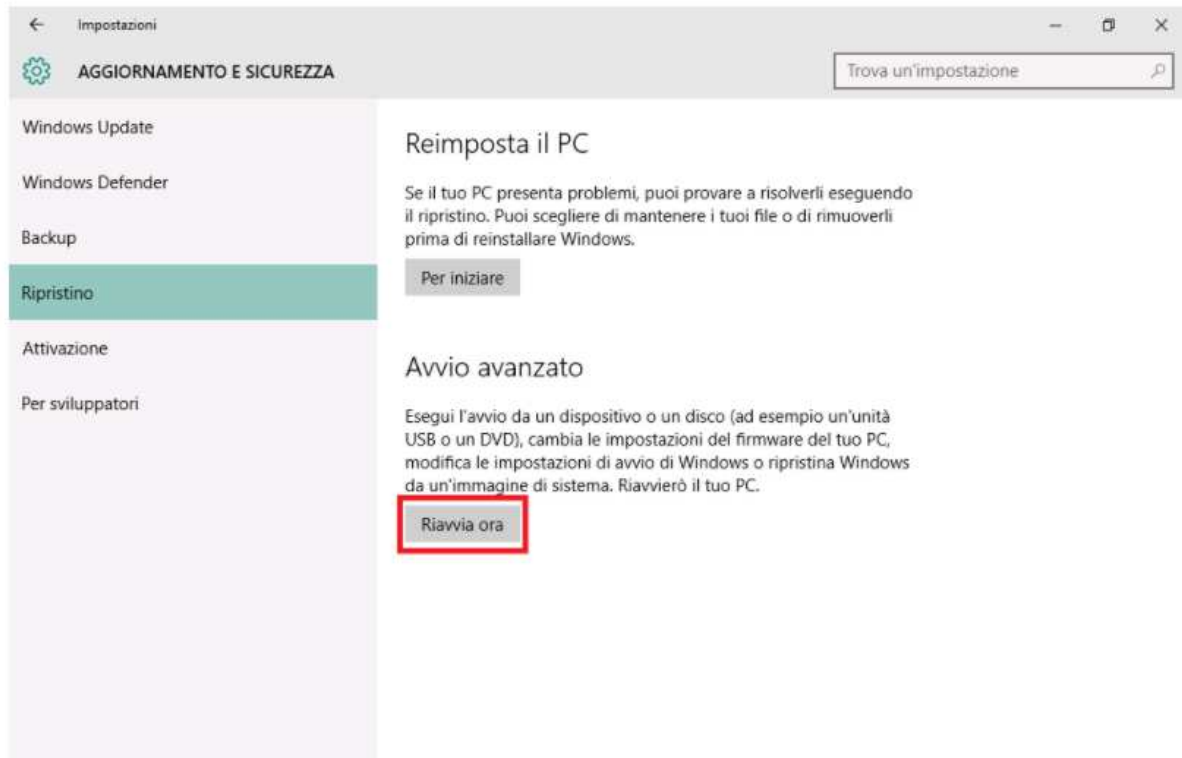 Impostazioni
AGGIORNAMENTO E SICUREZZA
Trova un'impostazione
Windows Update
Windows Defender
Backup
Ripristino
Attivazione
Per sviluppatori
Reimposta il PC
Se il tuo PC presenta problemi, puoi provare a risolverli eseguendo
il ripristino. Puoi scegliere di mantenere i tuoi file o di rimuoverli
prima di reinstallare Windows.
Per iniziare
Avvio avanzato
Esegui l'avvio da un dispositivo o un disco (ad esempio un'unità
USB o un DVD), cambia le impostazioni del firmware del tuo PC,
modifica le impostazioni di avvio di Windows o ripristina Windows
da un'immagine di sistema. Riavvierò il tuo PC.
Riavvia ora